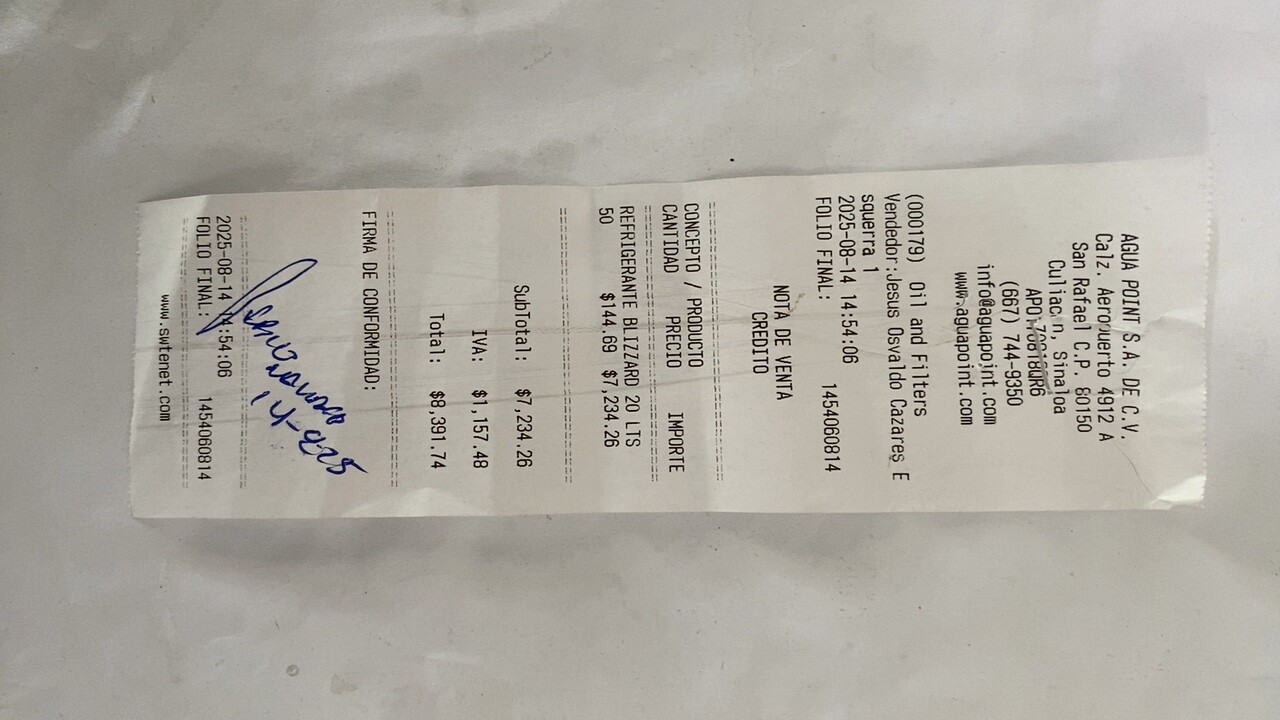 AGUA POINT S.A. DE C.V.
Calz. Aeropuerto 4912 A
San Rafael C.P. 80150
Culiac n, Sinaloa
(667) 744-9350
info@aguapoint.com
www.aguapoint.com
(000179) Oil and Filters
Vendedor:Jesus Osvaldo Cazares E
squerra 1
2025-08-14 14:54:06
FOLIO FINAL: 1454060814
NOTA DE VENTA
CREDITO
CONCEPTO / PRODUCTO
CANTIDAD PRECIO IMPORTE
REFRIGERANTE BLIZZARD 20 LTS
50 $144.69 $7,234.26
SubTotal: $7,234.26
IVA: $1,157.48
Total: $8,391.74
FIRMA DE CONFORMIDAD:
2025-08-14 14:54:06
FOLIO FINAL: 1454060814
www.swtenet.com